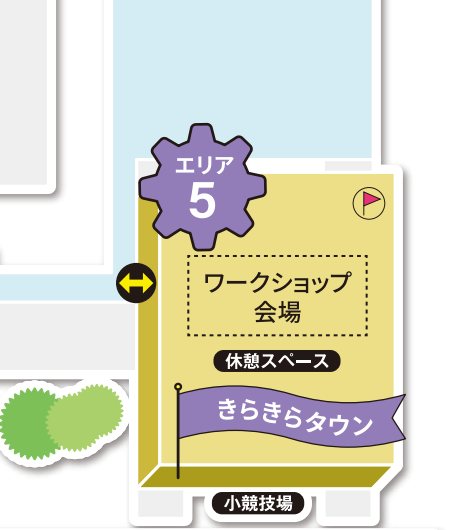 エリア
5
ワークショップ
会場
休憩スペース
きらきらタウン
小競技場